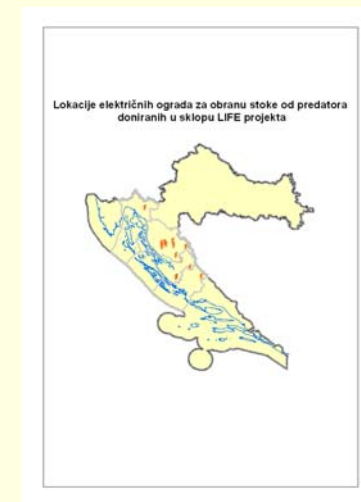 Lokacije električnih ograda za obranu stoke od predatora
doniranih u sklopu LIFE projekta